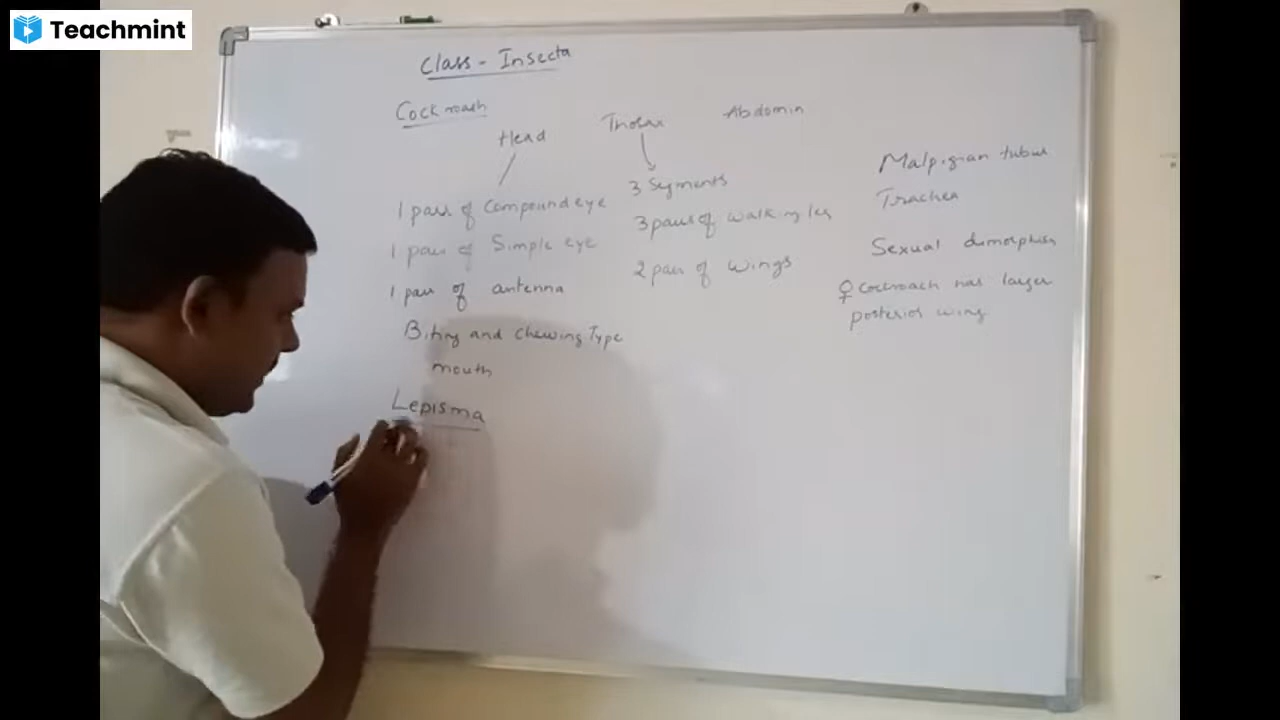 Teachmint
Class - Insecta
Cockroach
Head
Thorax
Abdomin
1 pair of Compound eye
1 pair of Simple eye
1 pair of antenna
Biting and chewing Type
mouth
3 Segments
3 pair of walking leg
2 pair of wings
Malpigian tubul
Trachea
Sexual dumorphism
♀ cockroach has larger
posterior wing
Lepisma